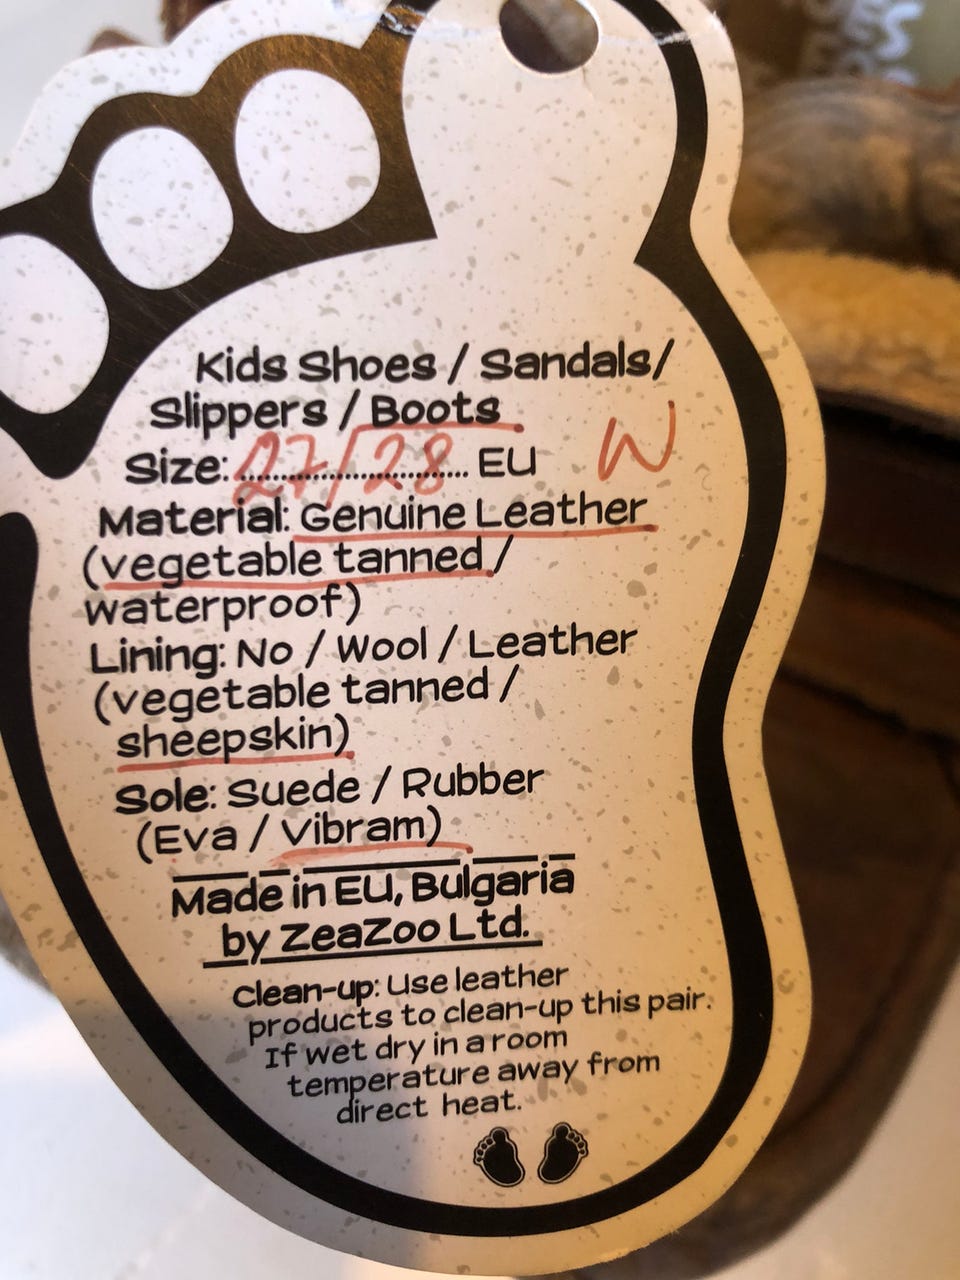 Kids Shoes / Sandals/
Slippers / Boots
Size: 27/28 EU W
Material: Genuine Leather
(vegetable tanned /
waterproof)
Lining: No / Wool / Leather
(vegetable tanned /
sheepskin)
Sole: Suede / Rubber
(Eva / Vibram)
Made in EU, Bulgaria
by ZeaZoo Ltd.
Clean-up: Use leather
products to clean-up this pair.
If wet dry in a room
temperature away from
direct heat.